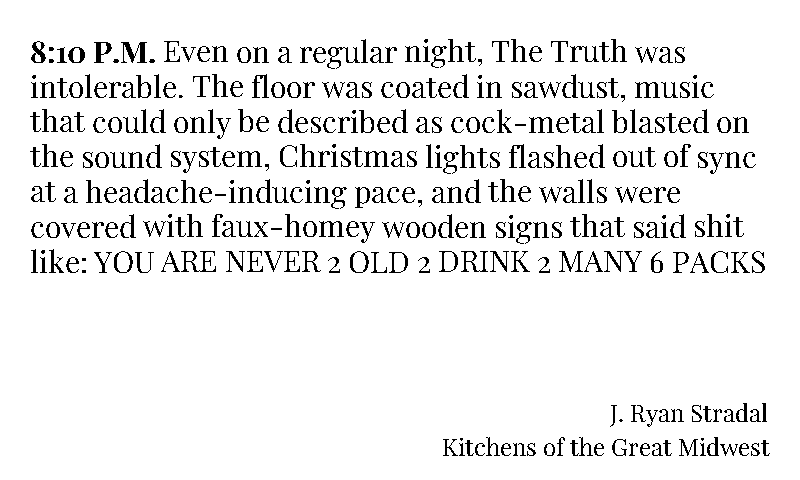 8:10 P.M. Even on a regular night, The Truth was
intolerable. The floor was coated in sawdust, music
that could only be described as cock-metal blasted on
the sound system, Christmas lights flashed out of sync
at a headache-inducing pace, and the walls were
covered with faux-homey wooden signs that said shit
like: YOU ARE NEVER 2 OLD 2 DRINK 2 MANY 6 PACKS
J. Ryan Stradal
Kitchens of the Great Midwest